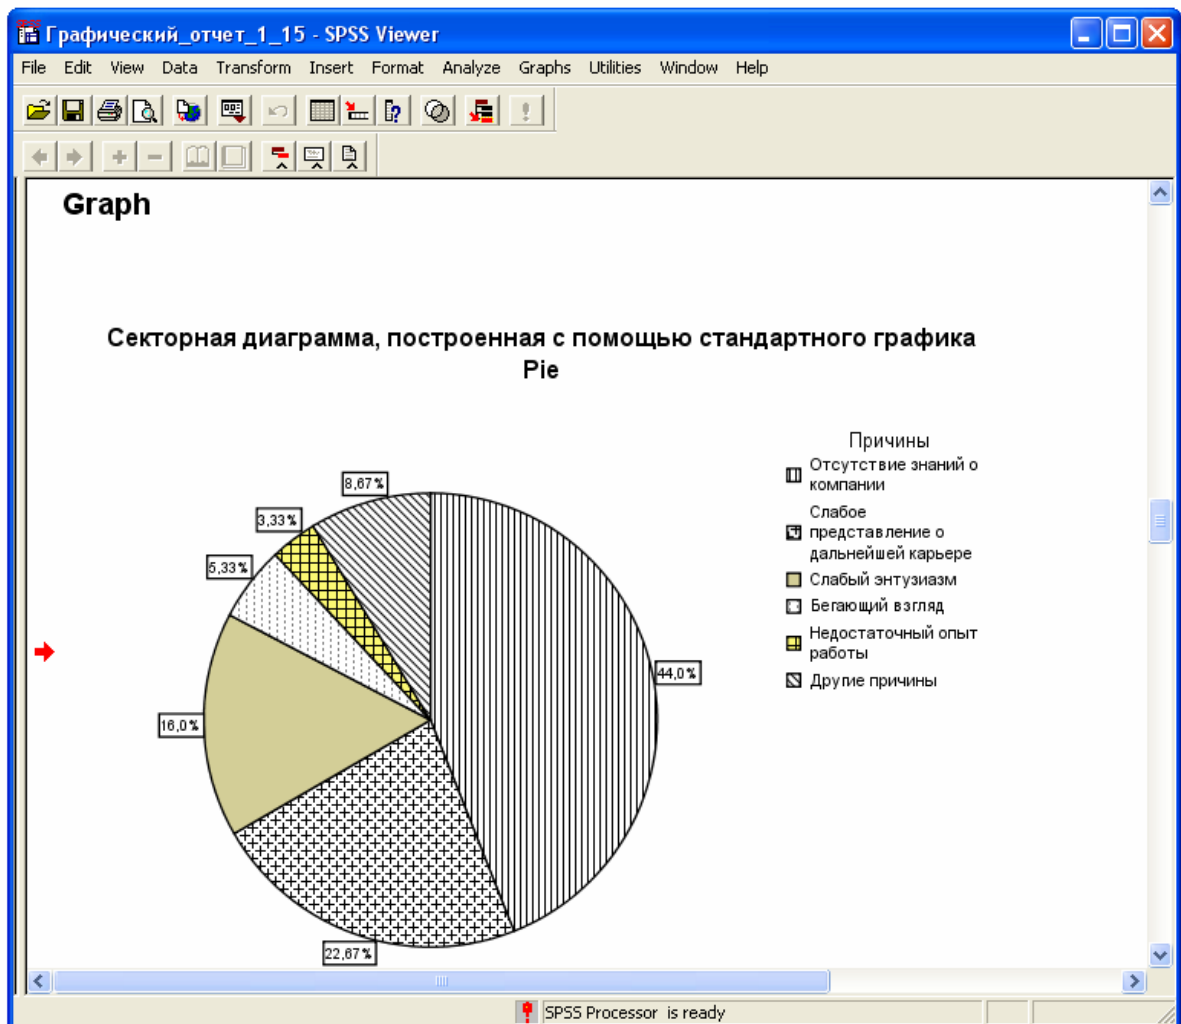 Графический_отчет_1_15 - SPSS Viewer
File Edit View Data Transform Insert Format Analyze Graphs Utilities Window Help
Graph
Секторная диаграмма, построенная с помощью стандартного графика
Pie
Причины
Отсутствие знаний о
компании
Слабое
представление о
дальнейшей карьере
Слабый энтузиазм
Бегающий взгляд
Недостаточный опыт
работы
Другие причины
8,67%
3,33%
5,33%
44,0%
16,0%
22,67%
SPSS Processor is ready